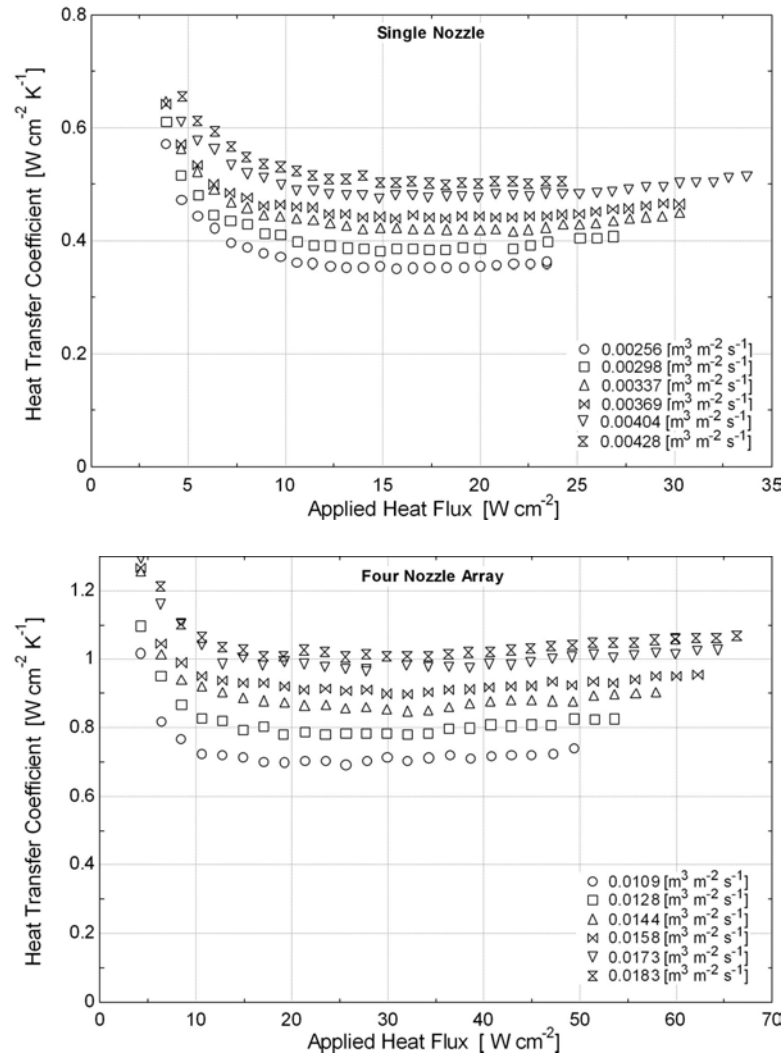 Single Nozzle
0.8
0.6
0.4
0.2
0
Heat Transfer Coefficient [W cm⁻² K⁻¹]
0.00256 [m³ m⁻² s⁻¹]
0.00298 [m³ m⁻² s⁻¹]
0.00337 [m³ m⁻² s⁻¹]
0.00369 [m³ m⁻² s⁻¹]
0.00404 [m³ m⁻² s⁻¹]
0.00428 [m³ m⁻² s⁻¹]
0 5 10 15 20 25 30 35
Applied Heat Flux [W cm⁻²]
Four Nozzle Array
1.2
1
0.8
0.6
0.4
0.2
0
Heat Transfer Coefficient [W cm⁻² K⁻¹]
0.0109 [m³ m⁻² s⁻¹]
0.0128 [m³ m⁻² s⁻¹]
0.0144 [m³ m⁻² s⁻¹]
0.0158 [m³ m⁻² s⁻¹]
0.0173 [m³ m⁻² s⁻¹]
0.0183 [m³ m⁻² s⁻¹]
0 10 20 30 40 50 60 70
Applied Heat Flux [ W cm⁻²]